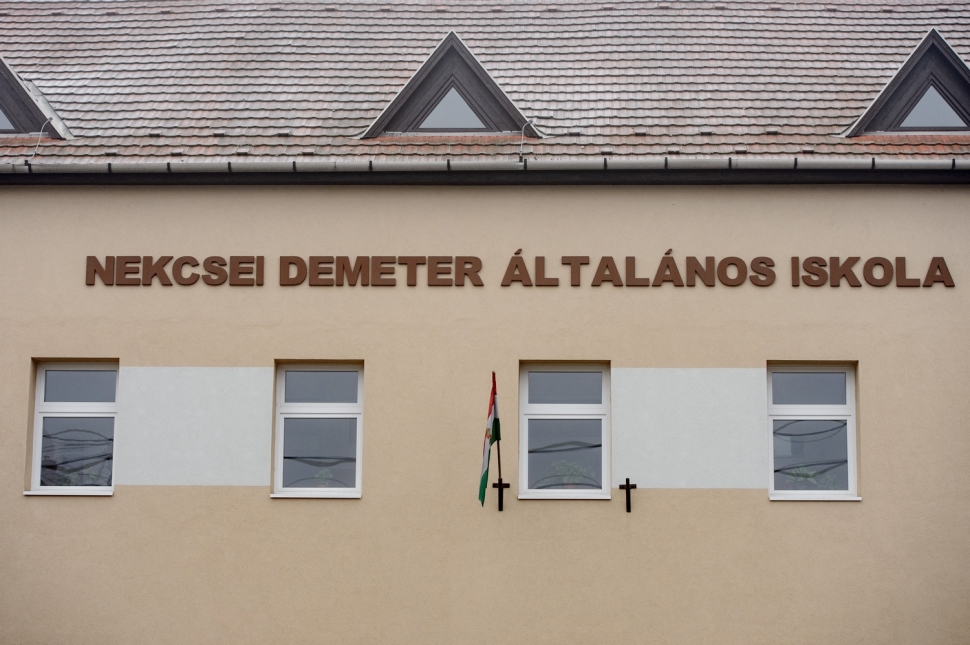 NEKCSEI DEMETER ÁLTALÁNOS ISKOLA